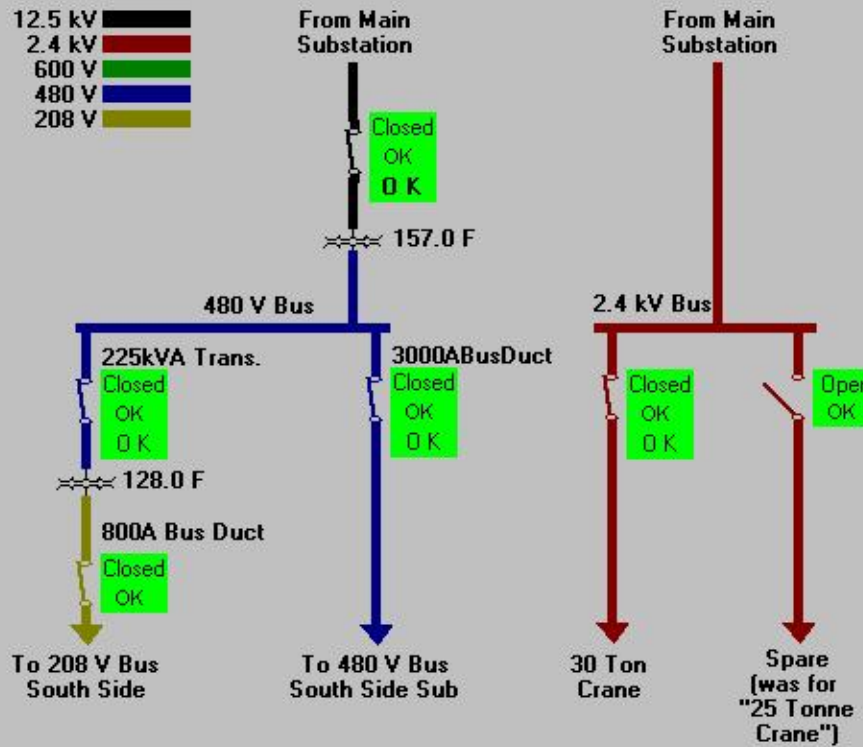 12.5 kV
2.4 kV
600 V
480 V
208 V
From Main
Substation
From Main
Substation
Closed
OK
0 K
157.0 F
480 V Bus
2.4 kV Bus
225kVA Trans.
3000ABusDuct
Closed
OK
0 K
Closed
OK
0 K
Closed
OK
0 K
Open
OK
128.0 F
800A Bus Duct
Closed
OK
To 208 V Bus
South Side
To 480 V Bus
South Side Sub
30 Ton
Crane
Spare
(was for
"25 Tonne
Crane")